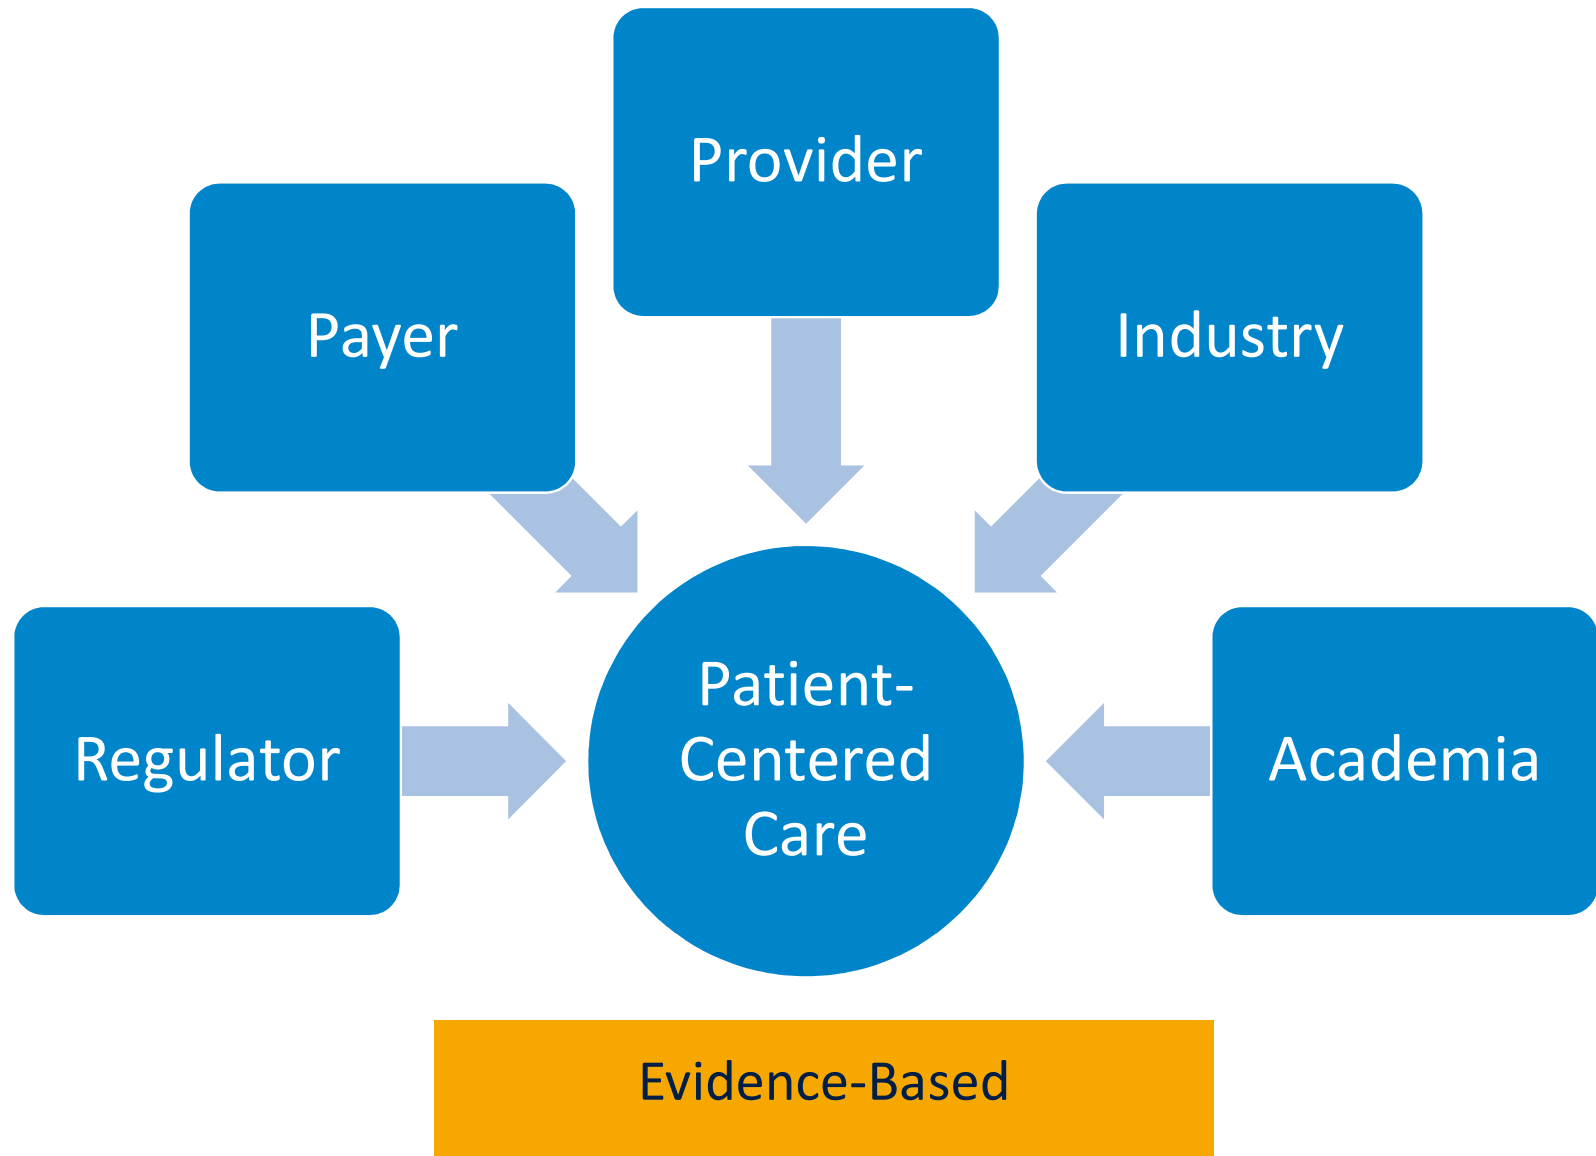 Provider
Payer
Industry
Regulator
Patient-
Centered
Care
Academia
Evidence-Based